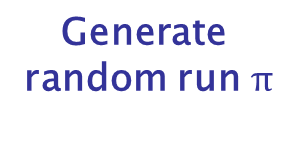 Generate
random run π